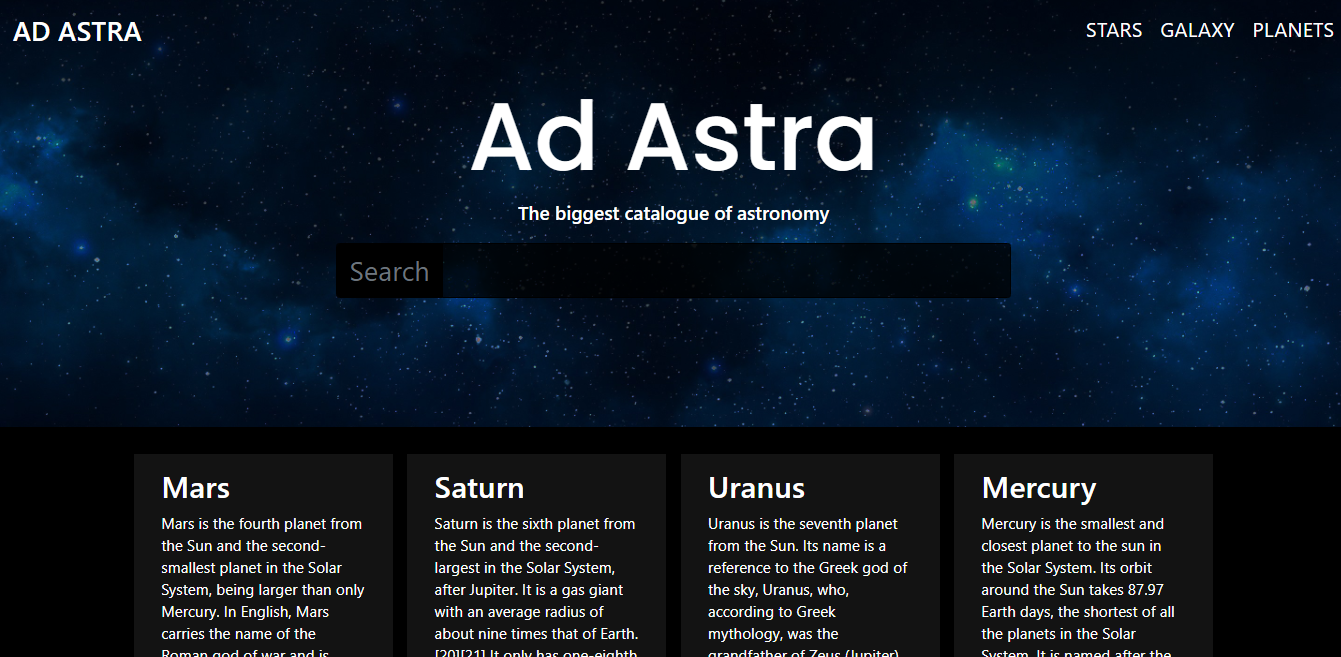 AD ASTRA
STARS GALAXY PLANETS
Ad Astra
The biggest catalogue of astronomy
Search
Mars
Mars is the fourth planet from
the Sun and the second-
smallest planet in the Solar
System, being larger than only
Mercury. In English, Mars
carries the name of the
Roman god of war and is
Saturn
Saturn is the sixth planet from
the Sun and the second-
largest in the Solar System,
after Jupiter. It is a gas giant
with an average radius of
about nine times that of Earth.
[20][21] It only has one-eighth
Uranus
Uranus is the seventh planet
from the Sun. Its name is a
reference to the Greek god of
the sky, Uranus, who,
according to Greek
mythology, was the
grandfather of Zeus (Jupiter)
Mercury
Mercury is the smallest and
closest planet to the sun in
the Solar System. Its orbit
around the Sun takes 87.97
Earth days, the shortest of all
the planets in the Solar
System. It is named after the